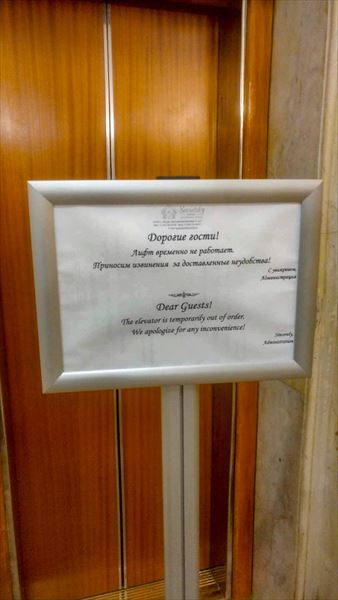 Sovietsky
Дорогие гости!
Лифт временно не работает.
Приносим извинения за доставленные неудобства!
С уважением,
Администрация
Dear Guests!
The elevator is temporarily out of order.
We apologize for any inconvenience!
Sincerely,
Administration